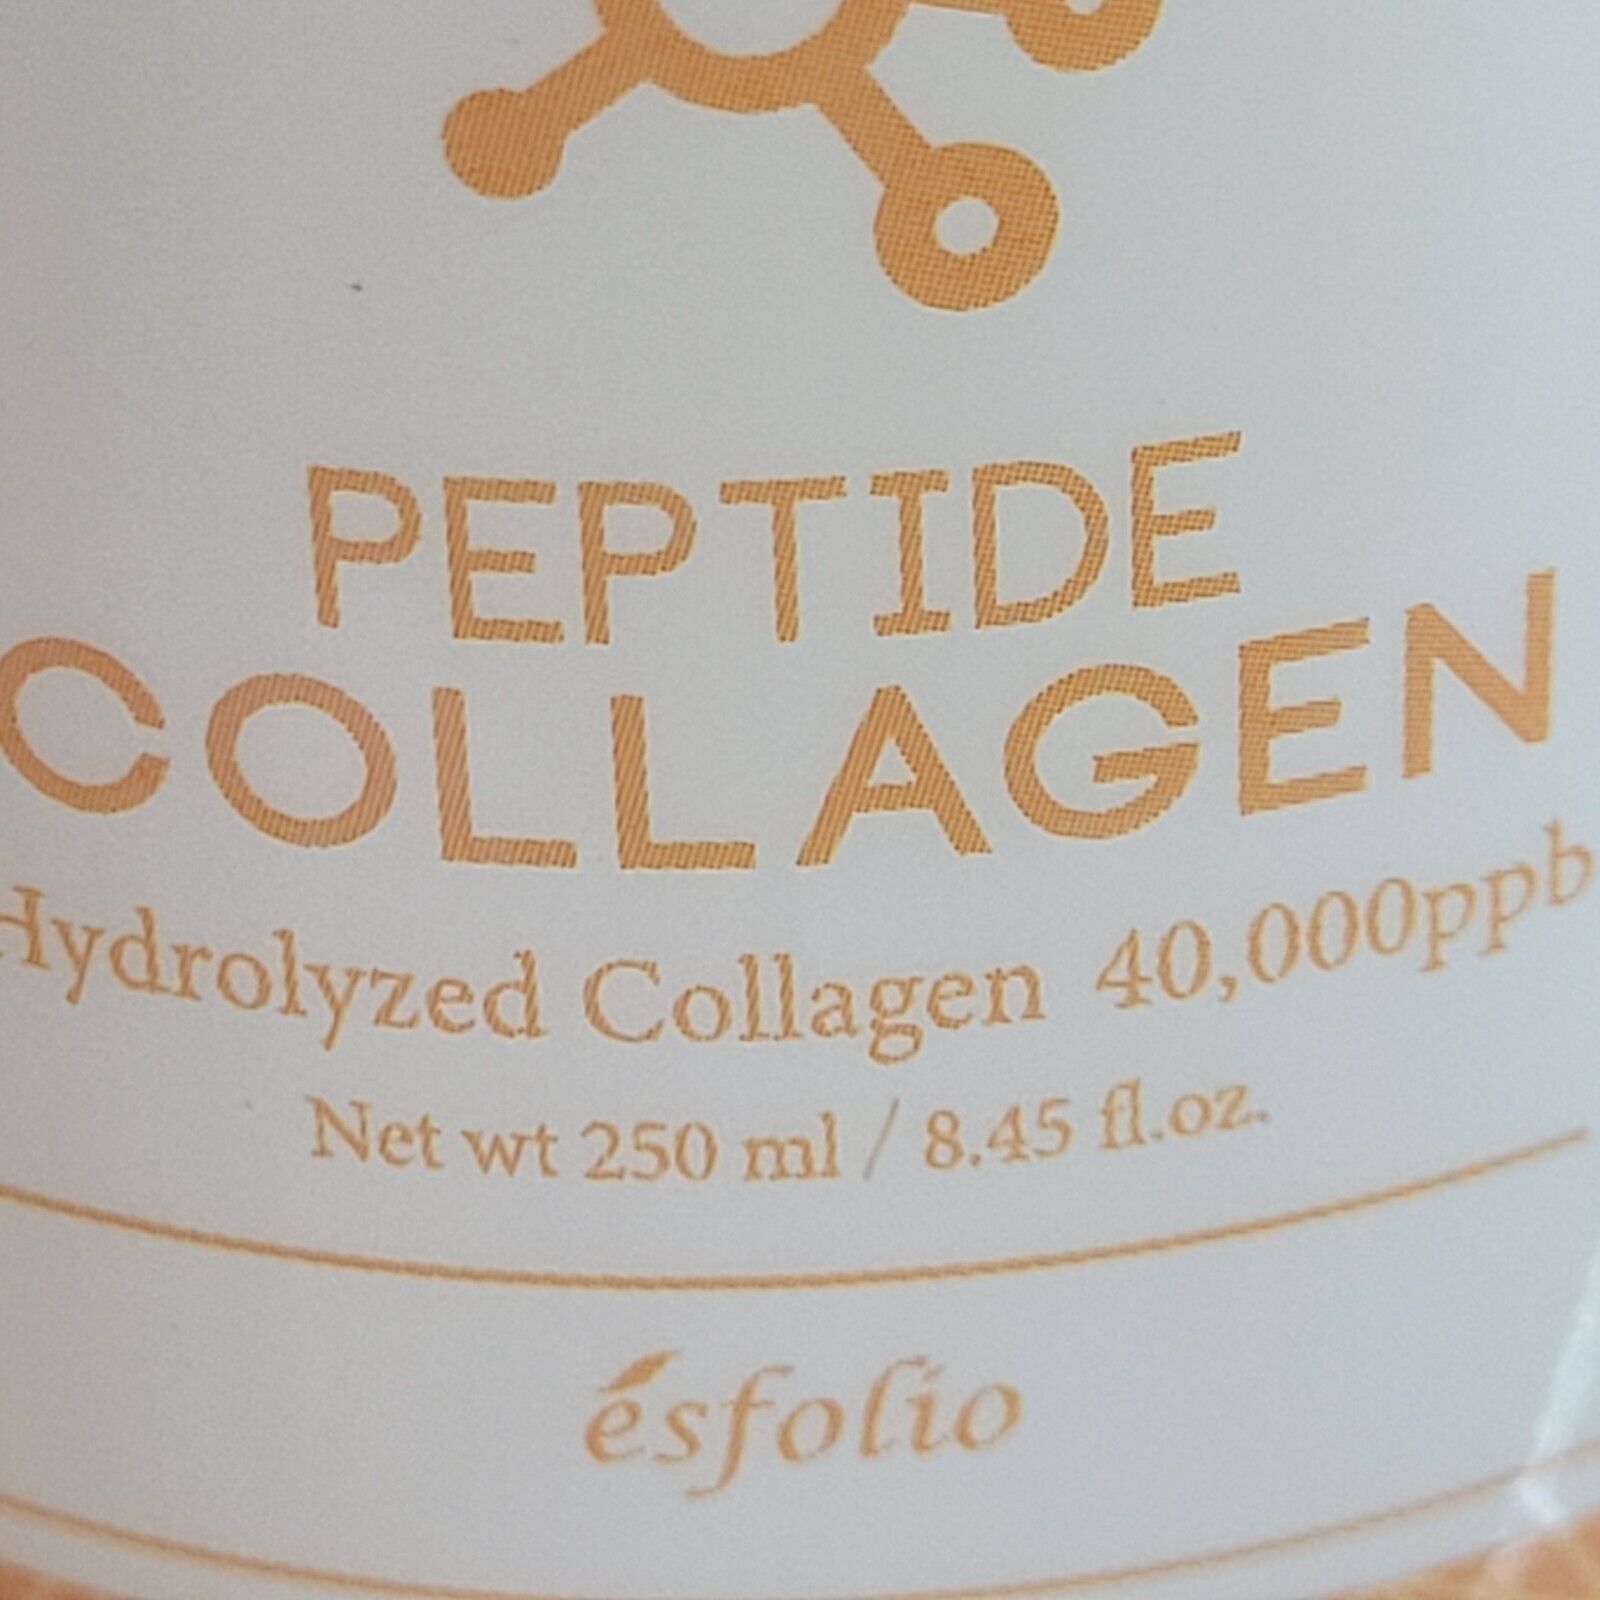 PEPTIDE
COLLAGEN
Hydrolyzed Collagen 40,000ppb
Net wt 250 ml / 8.45 fl.oz.
ésfolio